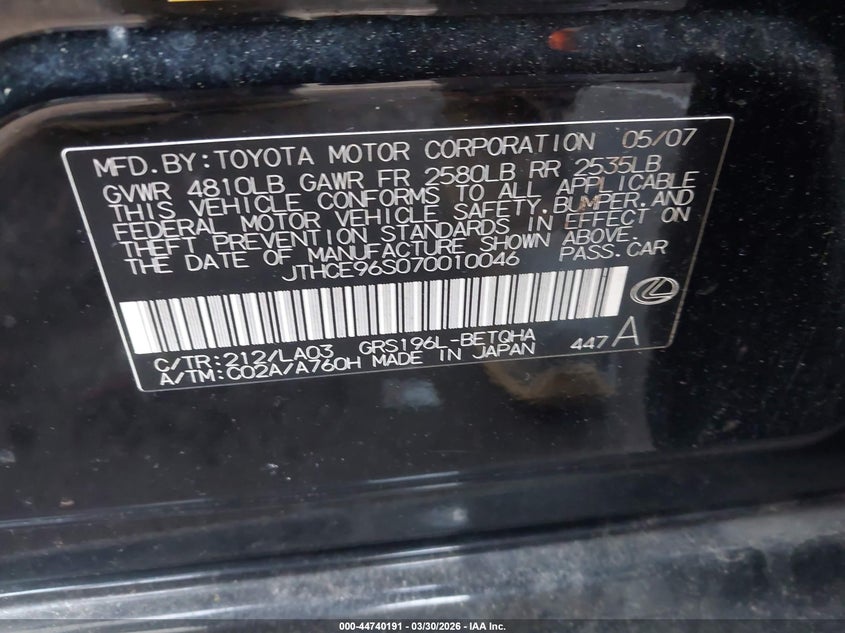 MFD.BY:TOYOTA MOTOR CORPORATION 05/07
GVWR 4810LB GAWR FR 2580LB RR 2535LB
THIS VEHICLE CONFORMS TO ALL APPLICABLE
FEDERAL MOTOR VEHICLE SAFETY,BUMPER,AND
THEFT PREVENTION STANDARDS IN EFFECT ON
THE DATE OF MANUFACTURE SHOWN ABOVE.
JTHCE96S070010046 PASS.CAR
C/TR:212/LA03 GRS196L-BETQHA 447 A
A/TM:C02A/A760H MADE IN JAPAN
000-44740191 - 03/30/2026 - IAA Inc.